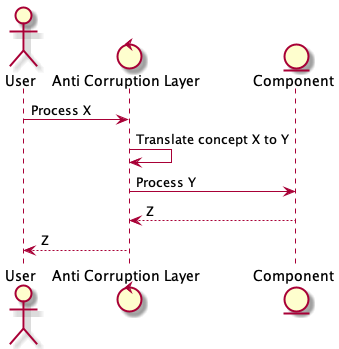 User Anti Corruption Layer Component
Process X
Translate concept X to Y
Process Y
Z
Z
User Anti Corruption Layer Component